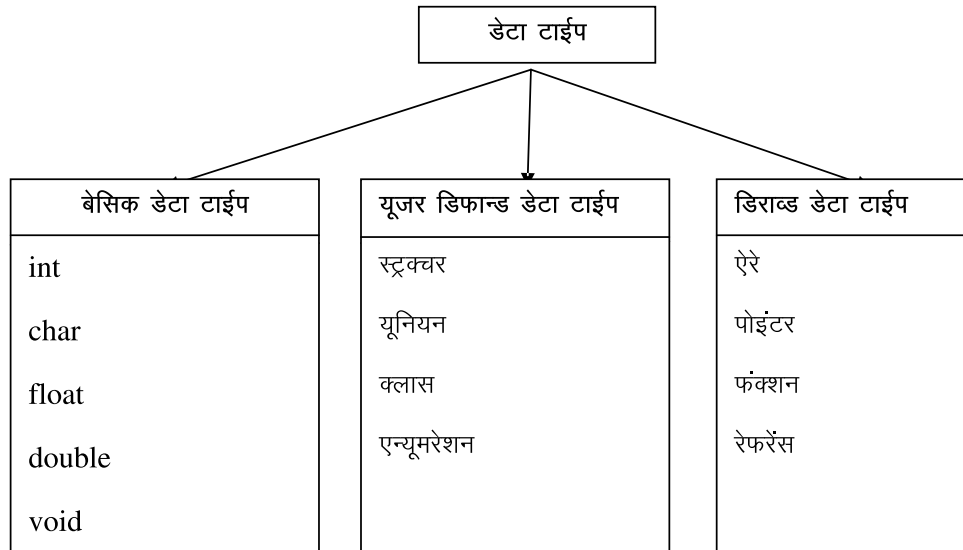 डेटा टाईप
बेसिक डेटा टाईप
int
char
float
double
void
यूजर डिफान्ड डेटा टाईप
स्ट्रक्चर
यूनियन
क्लास
एन्यूमरेशन
डिराव्ड डेटा टाईप
ऐरे
पोइंटर
फंक्शन
रेफरेंस